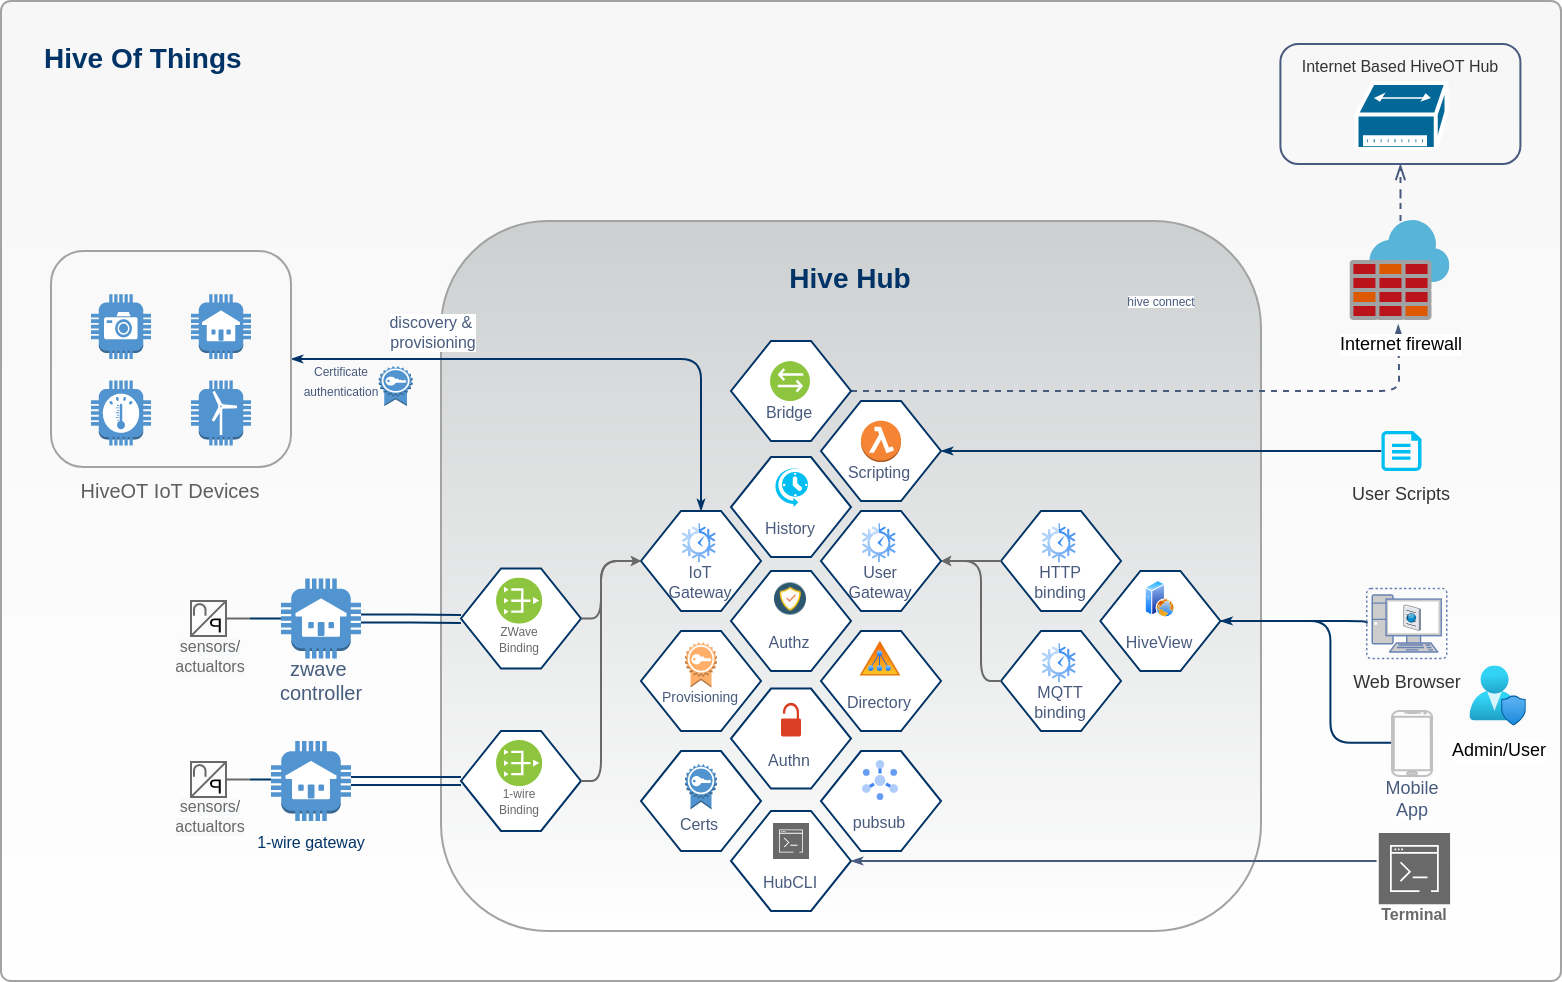 Hive Of Things
Internet Based HiveOT Hub
Hive Hub
hive connect
discovery &
provisioning
Certificate
authentication
Internet firewall
Bridge
Scripting
User Scripts
HiveOT IoT Devices
History
IoT
Gateway
User
Gateway
HTTP
binding
HiveView
ZWave
Binding
sensors/
actualtors
zwave
controller
Authz
Provisioning
Directory
MQTT
binding
Web Browser
Admin/User
Authn
1-wire
Binding
sensors/
actualtors
1-wire gateway
Certs
pubsub
Mobile
App
HubCLI
Terminal